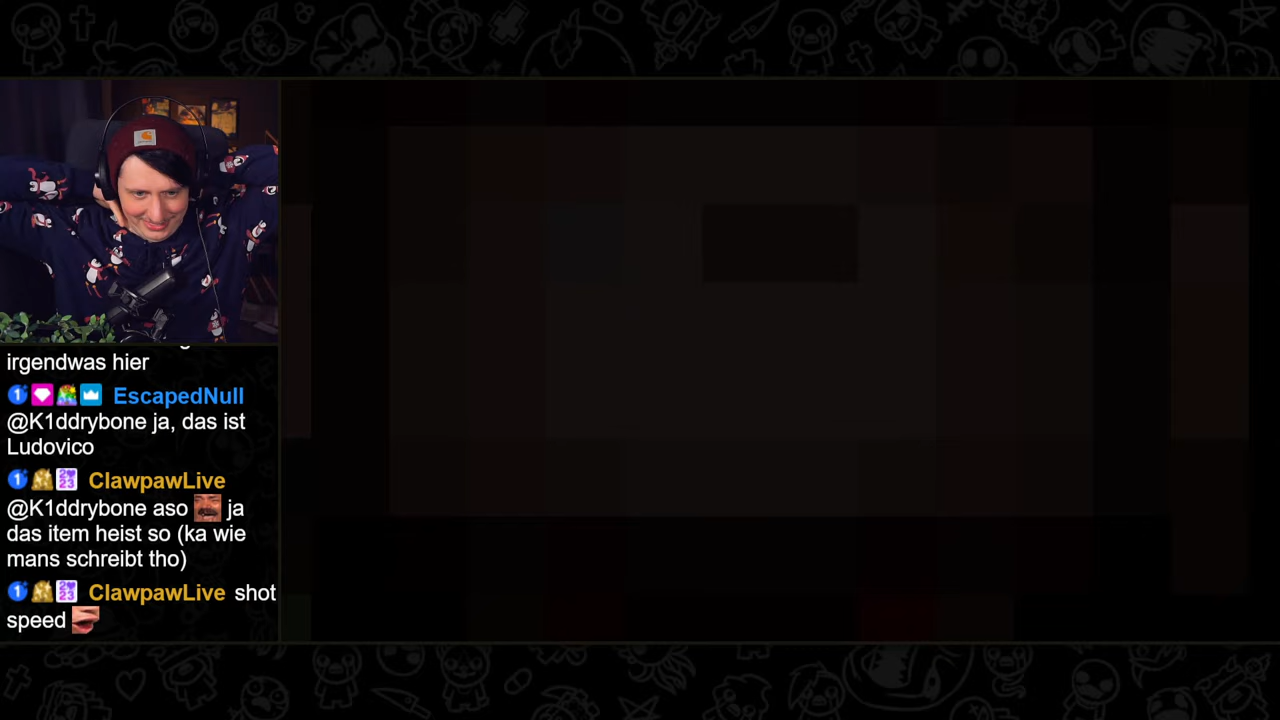 irgendwas hier
EscapedNull
@K1ddrybone ja, das ist
Ludovico
ClawpawLive
@K1ddrybone aso ja
das item heist so (ka wie
mans schreibt tho)
ClawpawLive shot
speed